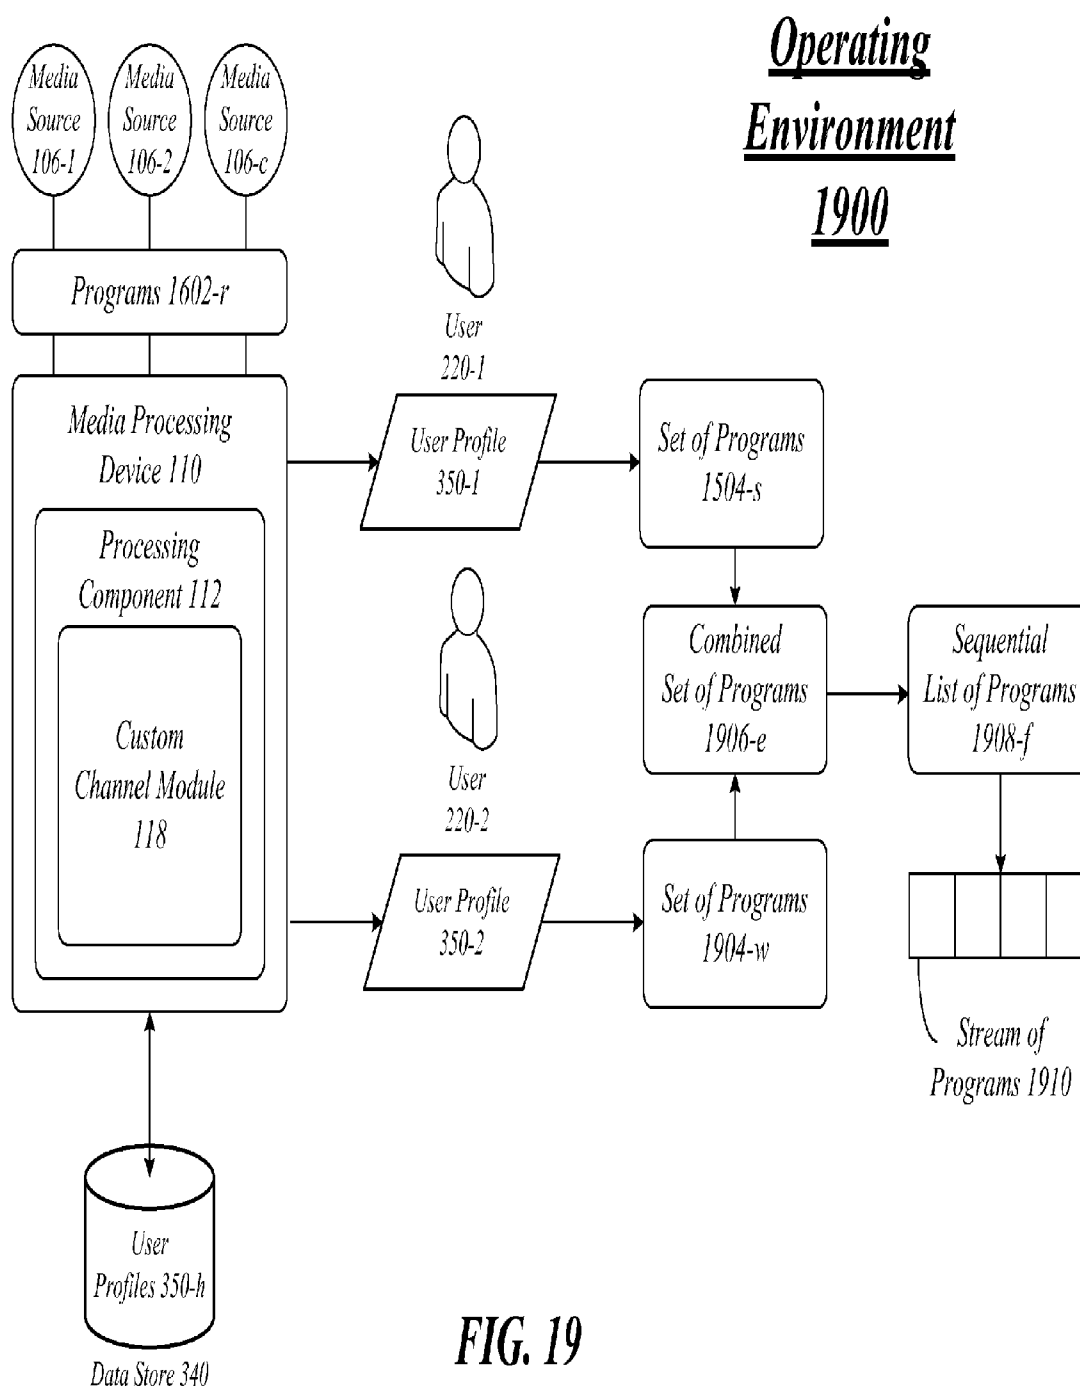 Operating
Environment
1900
Media
Source
106-1
Media
Source
106-2
Media
Source
106-c
Programs 1602-r
Media Processing
Device 110
Processing
Component 112
Custom
Channel Module
118
User
220-1
User Profile
350-1
Set of Programs
1504-s
User
220-2
User Profile
350-2
Combined
Set of Programs
1906-e
Sequential
List of Programs
1908-f
Set of Programs
1904-w
Stream of
Programs 1910
User
Profiles 350-h
Data Store 340
FIG. 19